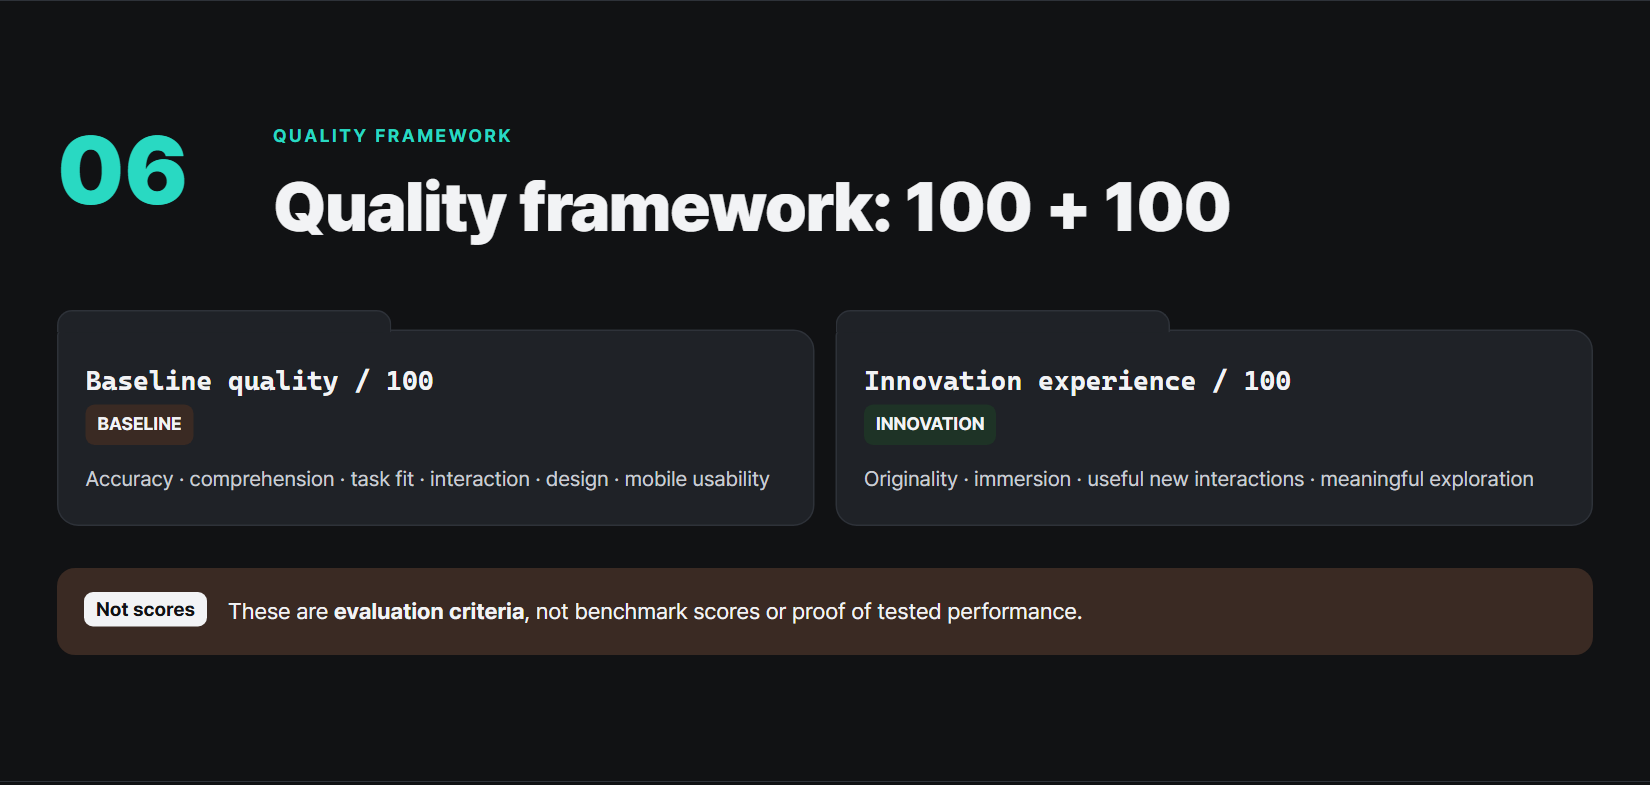 06
QUALITY FRAMEWORK
Quality framework: 100 + 100
Baseline quality / 100
BASELINE
Accuracy · comprehension · task fit · interaction · design · mobile usability
Innovation experience / 100
INNOVATION
Originality · immersion · useful new interactions · meaningful exploration
Not scores
These are evaluation criteria, not benchmark scores or proof of tested performance.